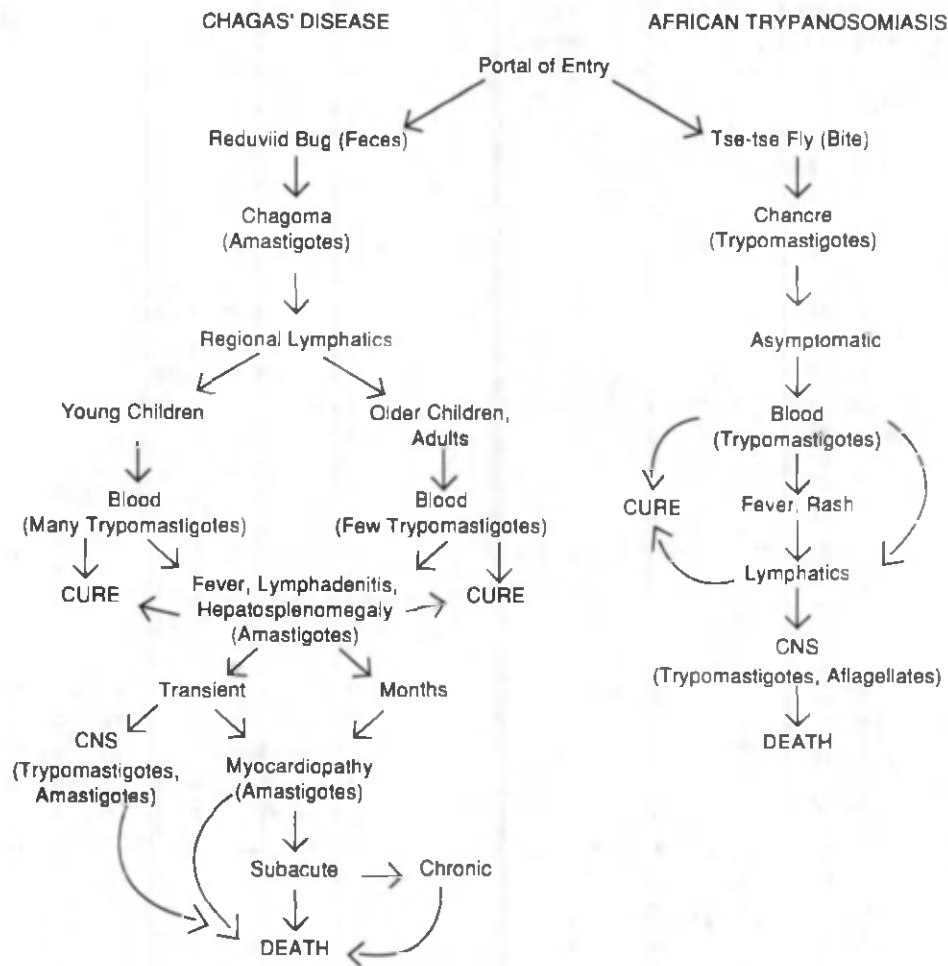 CHAGAS' DISEASE
AFRICAN TRYPANOSOMIASIS
Portal of Entry
Reduviid Bug (Feces)
Tse-tse Fly (Bite)
Chagoma
(Amastigotes)
Chancre
(Trypomastigotes)
Regional Lymphatics
Asymptomatic
Young Children
Older Children,
Adults
Blood
(Trypomastigotes)
Blood
(Many Trypomastigotes)
Blood
(Few Trypomastigotes)
CURE
Fever, Rash
CURE
Fever, Lymphadenitis,
Hepatosplenomegaly
(Amastigotes)
CURE
Lymphatics
CNS
(Trypomastigotes, Aflagellates)
Transient
Months
DEATH
CNS
(Trypomastigotes,
Amastigotes)
Myocardiopathy
(Amastigotes)
Subacute
Chronic
DEATH